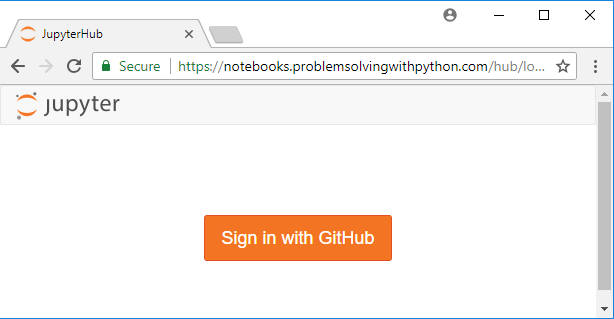 JupyterHub
Secure
https://notebooks.problemsolvingwithpython.com/hub/lo...
jupyter
Sign in with GitHub